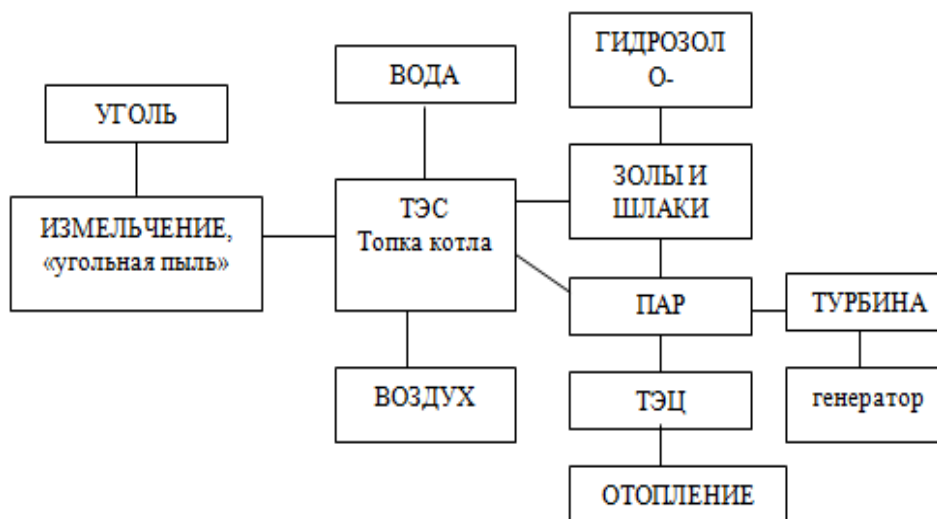 ГИДРОЗОЛ
О-
ВОДА
УГОЛЬ
ЗОЛЫ И
ШЛАКИ
ТЭС
Топка котла
ИЗМЕЛЬЧЕНИЕ,
«угольная пыль»
ПАР
ТУРБИНА
ВОЗДУХ
ТЭЦ
генератор
ОТОПЛЕНИЕ